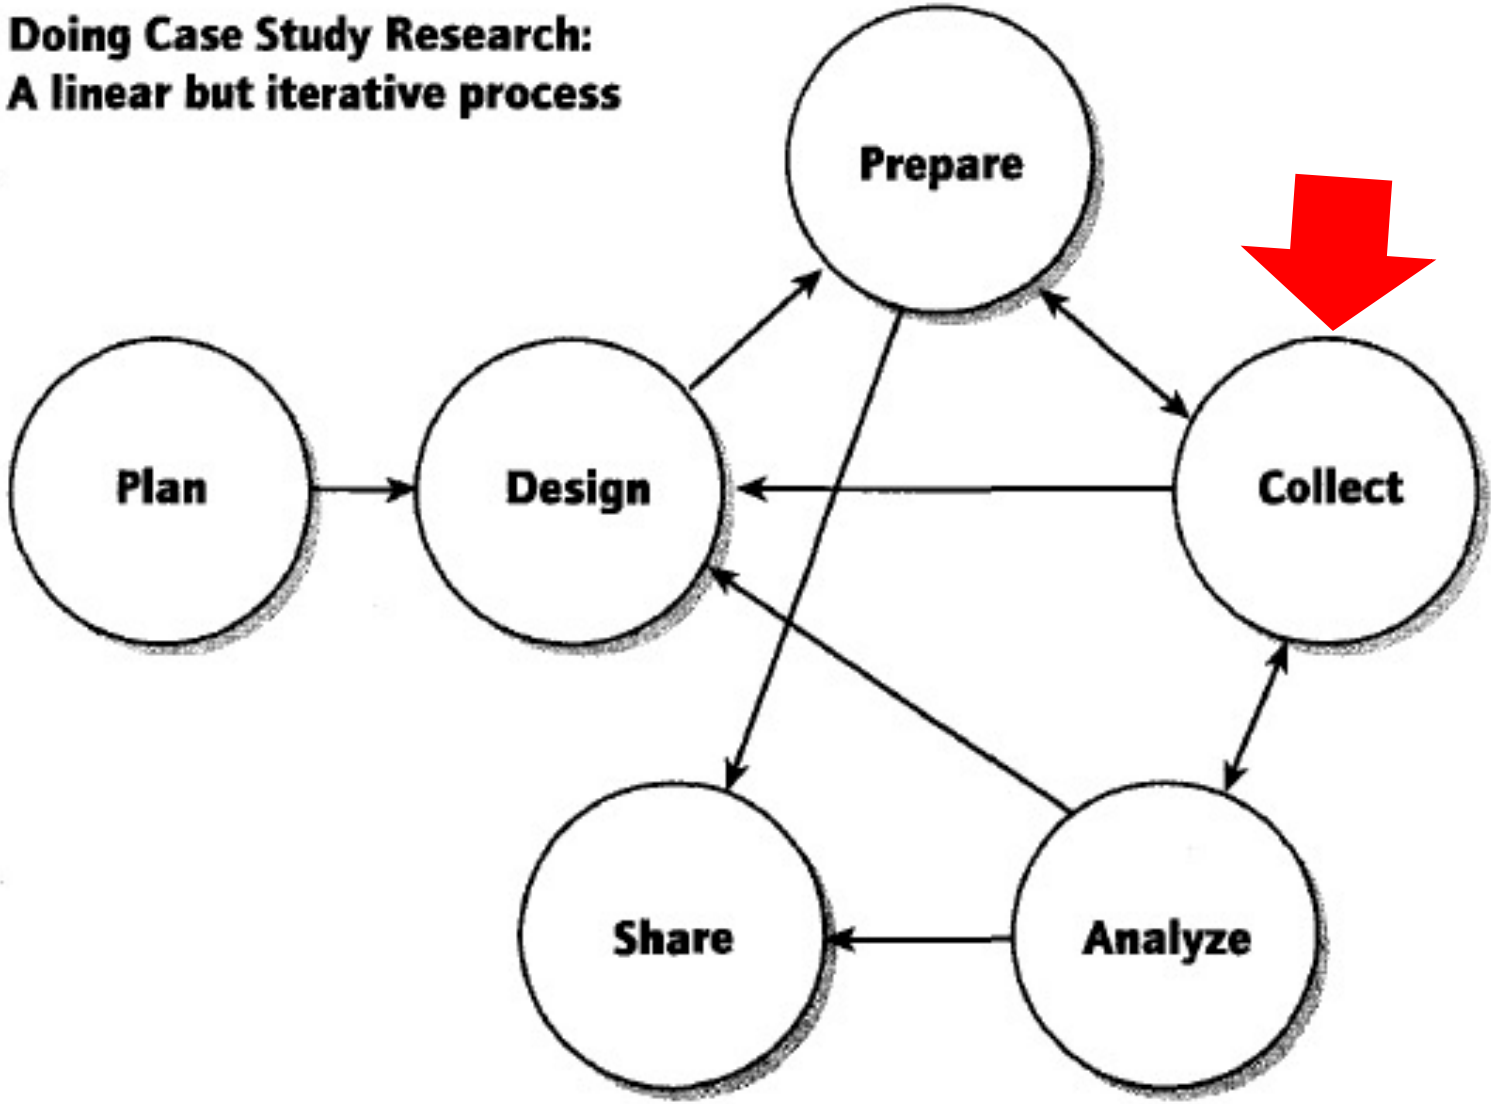 Doing Case Study Research:
A linear but iterative process
Prepare
Plan
Design
Collect
Share
Analyze